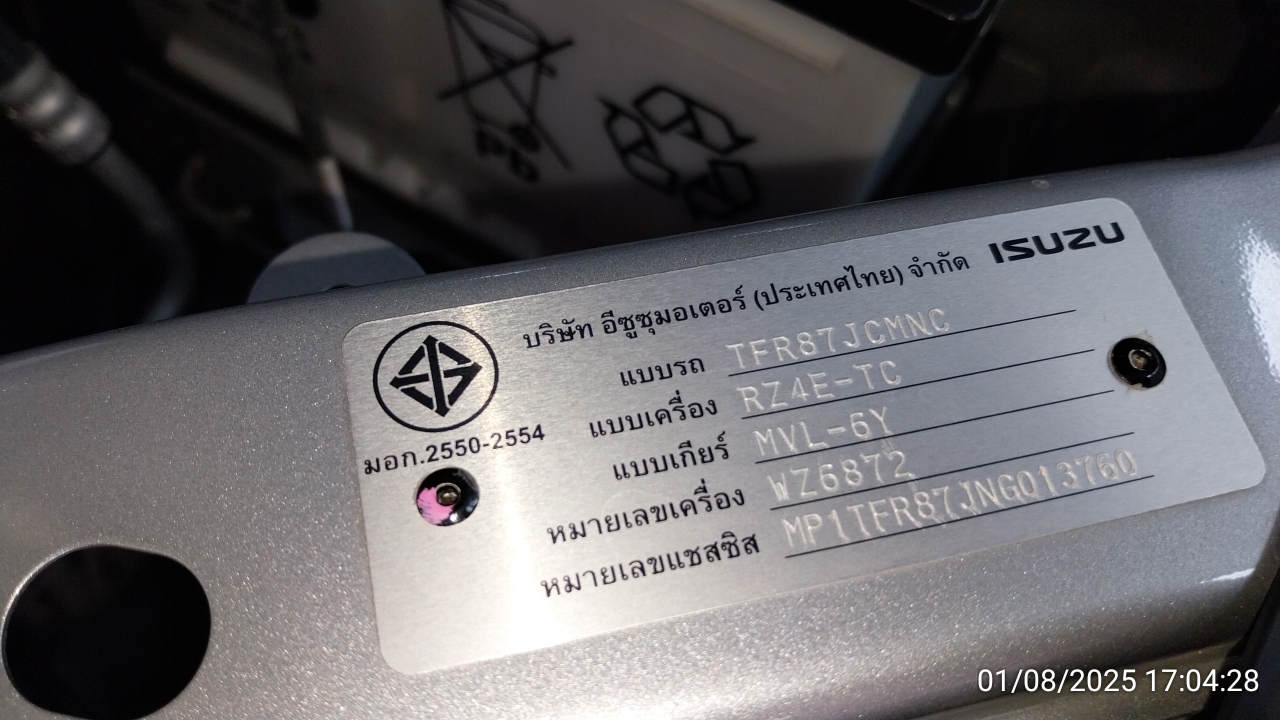 ISUZU
บริษัท อีซูซุมอเตอร์ (ประเทศไทย) จำกัด
แบบรถ TFR87JCMNC
แบบเครื่อง RZ4E-TC
แบบเกียร์ MVL-6Y
หมายเลขเครื่อง WZ6872
หมายเลขแชสซิส MP1TFR87JNG013760
มอก.2550-2554
01/08/2025 17:04:28